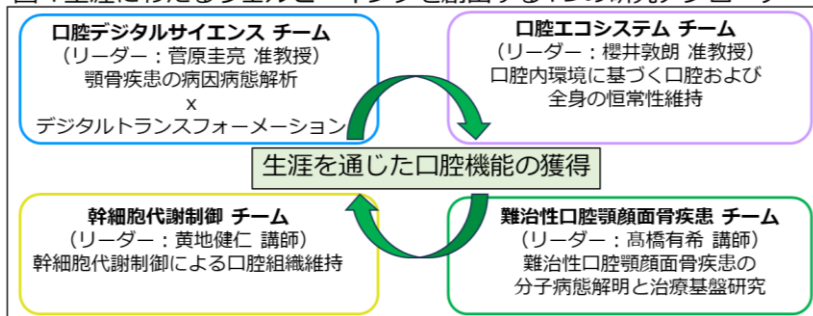 口腔デジタルサイエンス チーム
（リーダー：菅原圭亮 准教授）
顎骨疾患の病因病態解析
x
デジタルトランスフォーメーション
口腔エコシステム チーム
（リーダー：櫻井敦朗 准教授）
口腔内環境に基づく口腔および
全身の恒常性維持
生涯を通じた口腔機能の獲得
幹細胞代謝制御 チーム
（リーダー：黄地健仁 講師）
幹細胞代謝制御による口腔組織維持
難治性口腔顎顔面骨疾患 チーム
（リーダー：髙橋有希 講師）
難治性口腔顎顔面骨疾患の
分子病態解明と治療基盤研究